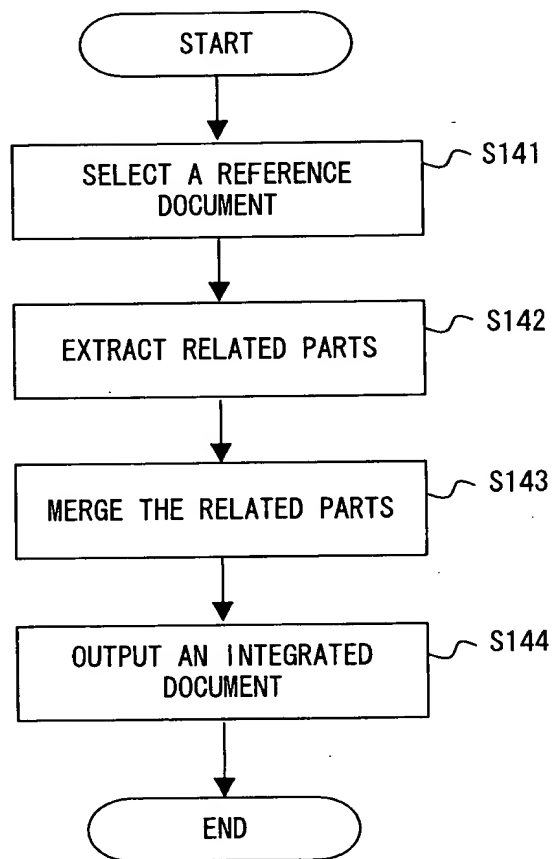 START
SELECT A REFERENCE
DOCUMENT
S141
EXTRACT RELATED PARTS
S142
MERGE THE RELATED PARTS
S143
OUTPUT AN INTEGRATED
DOCUMENT
S144
END